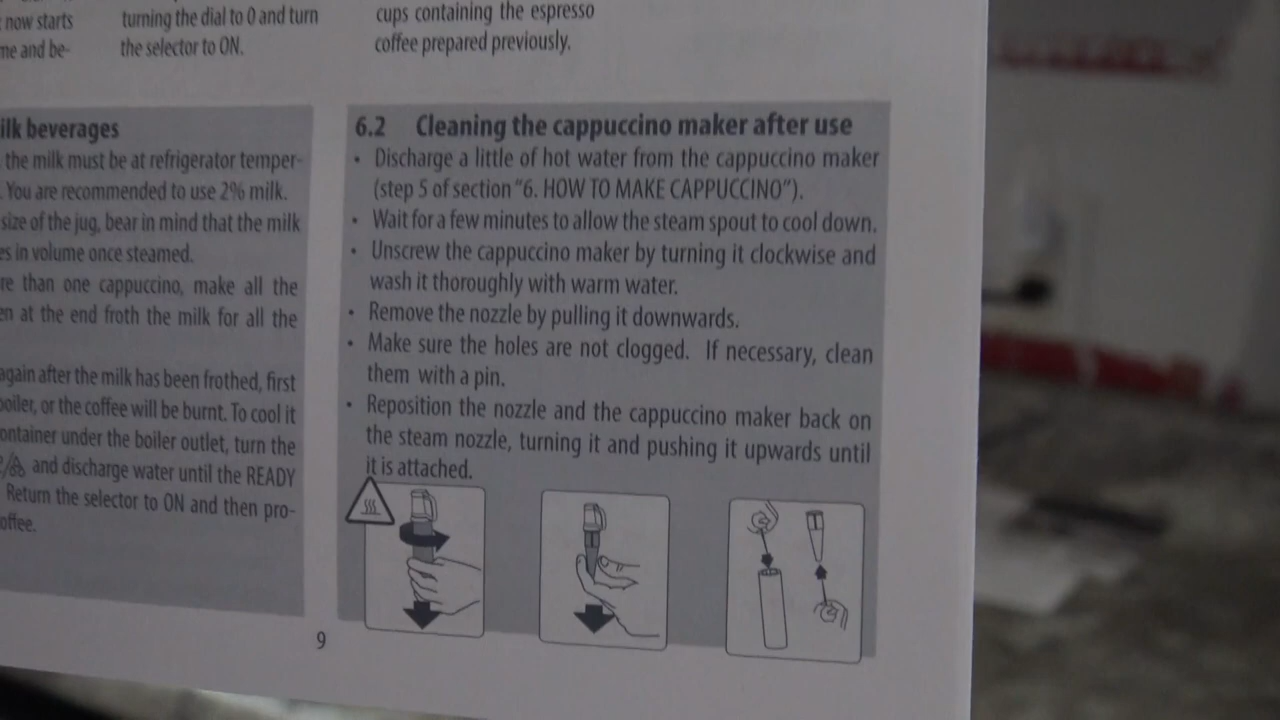 now starts
me and be-
turning the dial to 0 and turn
the selector to ON.
cups containing the espresso
coffee prepared previously.
ilk beverages
the milk must be at refrigerator temper-
. You are recommended to use 2% milk.
size of the jug, bear in mind that the milk
es in volume once steamed.
re than one cappuccino, make all the
en at the end froth the milk for all the
again after the milk has been frothed, first
boiler, or the coffee will be burnt. To cool it
ontainer under the boiler outlet, turn the
and discharge water until the READY
Return the selector to ON and then pro-
offee.
6.2 Cleaning the cappuccino maker after use
• Discharge a little of hot water from the cappuccino maker
(step 5 of section "6. HOW TO MAKE CAPPUCCINO").
• Wait for a few minutes to allow the steam spout to cool down.
• Unscrew the cappuccino maker by turning it clockwise and
wash it thoroughly with warm water.
• Remove the nozzle by pulling it downwards.
• Make sure the holes are not clogged. If necessary, clean
them with a pin.
• Reposition the nozzle and the cappuccino maker back on
the steam nozzle, turning it and pushing it upwards until
it is attached.
9